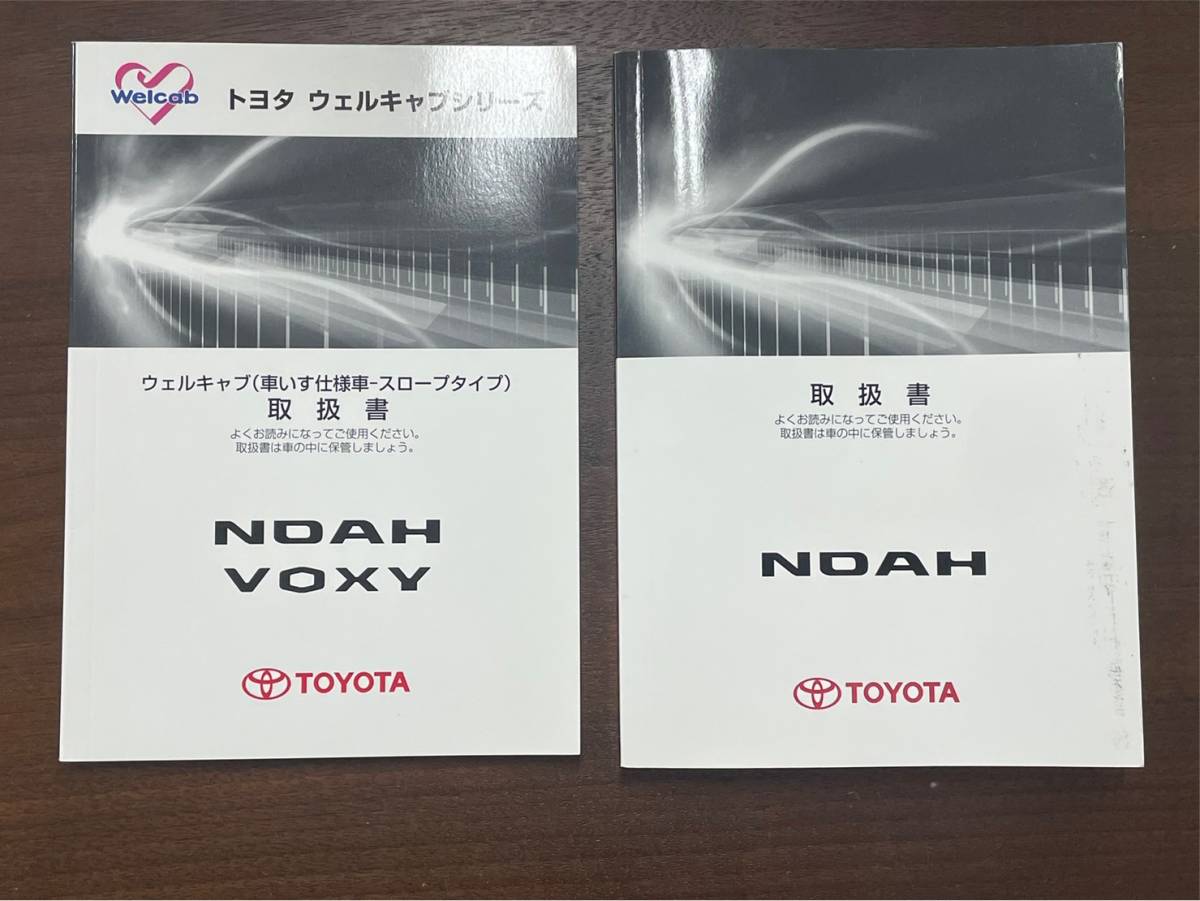 Welcab
トヨタ ウェルキャブシリーズ
ウェルキャブ(車いす仕様車-スロープタイプ)
取扱書
よくお読みになってご使用ください。
取扱書は車の中に保管しましょう。
NOAH
VOXY
TOYOTA
取扱書
よくお読みになってご使用ください。
取扱書は車の中に保管しましょう。
NOAH
TOYOTA